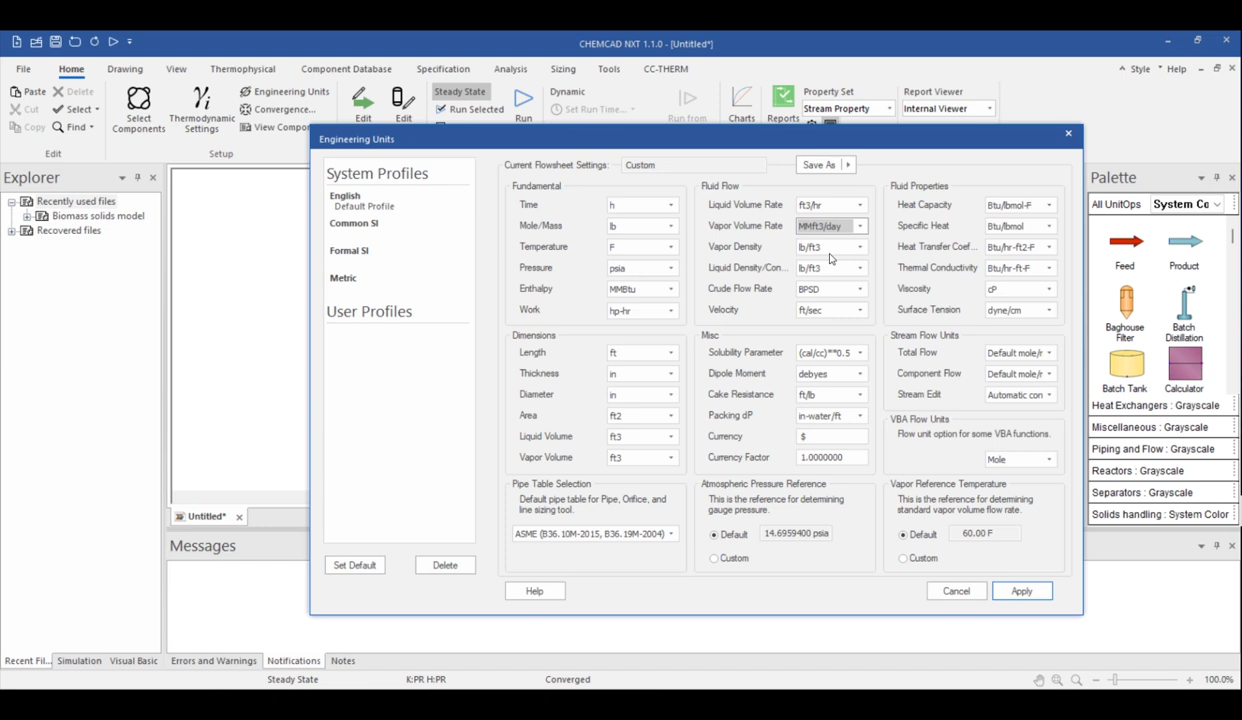 CHEMCAD NXT 1.1.0 - [Untitled*]
File Home Drawing View Thermophysical Component Database Specification Analysis Sizing Tools CC-THERM Style Help
Paste Delete
Cut Select
Copy Find
Edit
Select Components
Thermodynamic Settings
Engineering Units
Convergence...
View Compo
Setup
Edit
Edit
Steady State
Run Selected
Run
Dynamic
Set Run Time...
Run from
Charts
Reports
Property Set
Stream Property
Report Viewer
Internal Viewer
Explorer
Recently used files
Biomass solids model
Recovered files
Engineering Units
System Profiles
English
Default Profile
Common SI
Formal SI
Metric
User Profiles
Set Default
Delete
Current Flowsheet Settings: Custom Save As
Fundamental
Time h
Mole/Mass lb
Temperature F
Pressure psia
Enthalpy MMBtu
Work hp-hr
Fluid Flow
Liquid Volume Rate ft3/hr
Vapor Volume Rate MMft3/day
Vapor Density lb/ft3
Liquid Density/Con... lb/ft3
Crude Flow Rate BPSD
Velocity ft/sec
Fluid Properties
Heat Capacity Btu/lbmol-F
Specific Heat Btu/lbmol
Heat Transfer Coef... Btu/hr-ft2-F
Thermal Conductivity Btu/hr-ft-F
Viscosity cP
Surface Tension dyne/cm
Dimensions
Length ft
Thickness in
Diameter in
Area ft2
Liquid Volume ft3
Vapor Volume ft3
Misc
Solubility Parameter (cal/cc)**0.5
Dipole Moment debyes
Cake Resistance ft/lb
Packing dP in-water/ft
Currency $
Currency Factor 1.0000000
Stream Flow Units
Total Flow Default mole/r
Component Flow Default mole/r
Stream Edit Automatic con
VBA Flow Units
Flow unit option for some VBA functions.
Mole
Pipe Table Selection
Default pipe table for Pipe, Orifice, and
line sizing tool.
ASME (B36.10M-2015, B36.19M-2004)
Atmospheric Pressure Reference
This is the reference for determining
gauge pressure.
Default 14.6959400 psia
Custom
Vapor Reference Temperature
This is the reference for determining
standard vapor volume flow rate.
Default 60.00 F
Custom
Help
Cancel
Apply
Palette
All UnitOps System Cc
Feed
Product
Baghouse Filter
Batch Distillation
Batch Tank
Calculator
Heat Exchangers : Grayscale
Miscellaneous : Grayscale
Piping and Flow : Grayscale
Reactors : Grayscale
Separators : Grayscale
Solids handling : System Color
Untitled*
Messages
Recent Fil... Simulation Visual Basic
Errors and Warnings Notifications Notes
Steady State K:PR H:PR Converged 100.0%